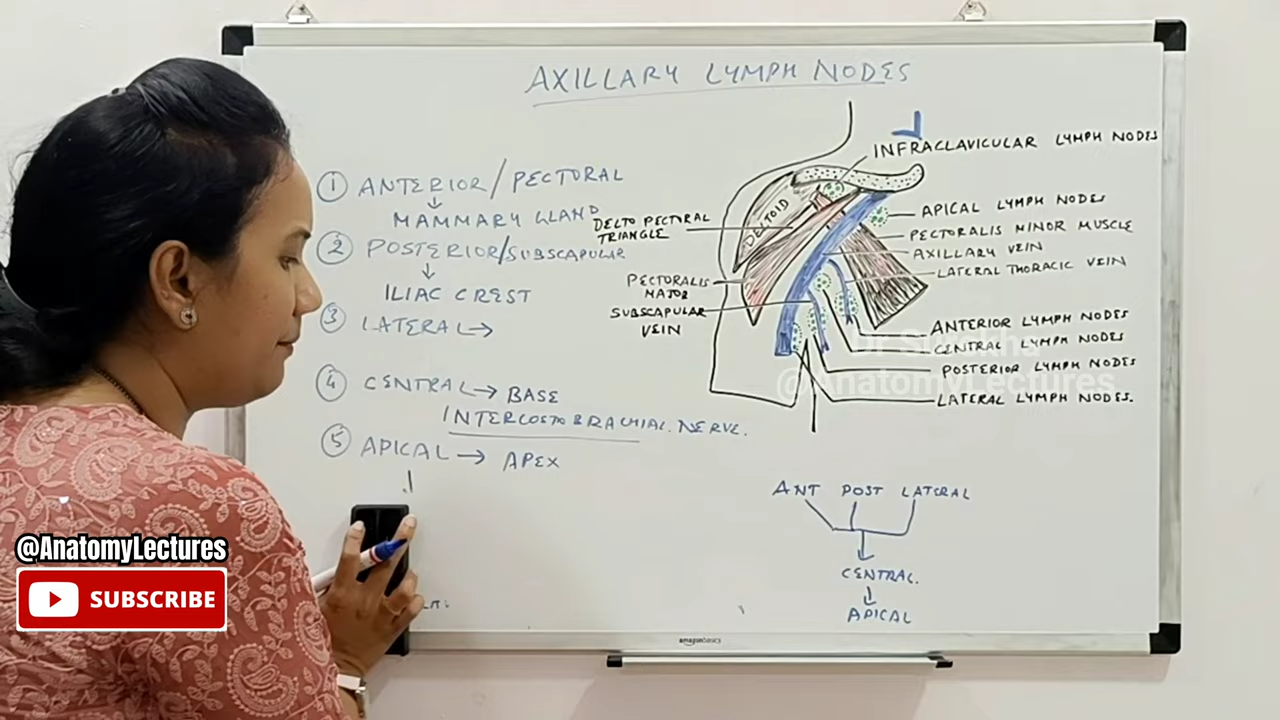 AXILLARY LYMPH NODES
① ANTERIOR/PECTORAL
↓
MAMMARY GLAND
② POSTERIOR/SUBSCAPULAR
↓
ILIAC CREST
③ LATERAL →
④ CENTRAL → BASE
INTERCOSTOBRACHIAL NERVE.
⑤ APICAL → APEX
INFRACLAVICULAR LYMPH NODES
DELTOID
DELTO PECTORAL
TRIANGLE
PECTORALIS
MAJOR
SUBSCAPULAR
VEIN
APICAL LYMPH NODES
PECTORALIS MINOR MUSCLE
AXILLARY VEIN
LATERAL THORACIC VEIN
ANTERIOR LYMPH NODES
CENTRAL LYMPH NODES
POSTERIOR LYMPH NODES
LATERAL LYMPH NODES.
@AnatomyLectures
ANT POST LATERAL
↓
CENTRAL.
↓
APICAL
@AnatomyLectures
SUBSCRIBE
amazonbasics